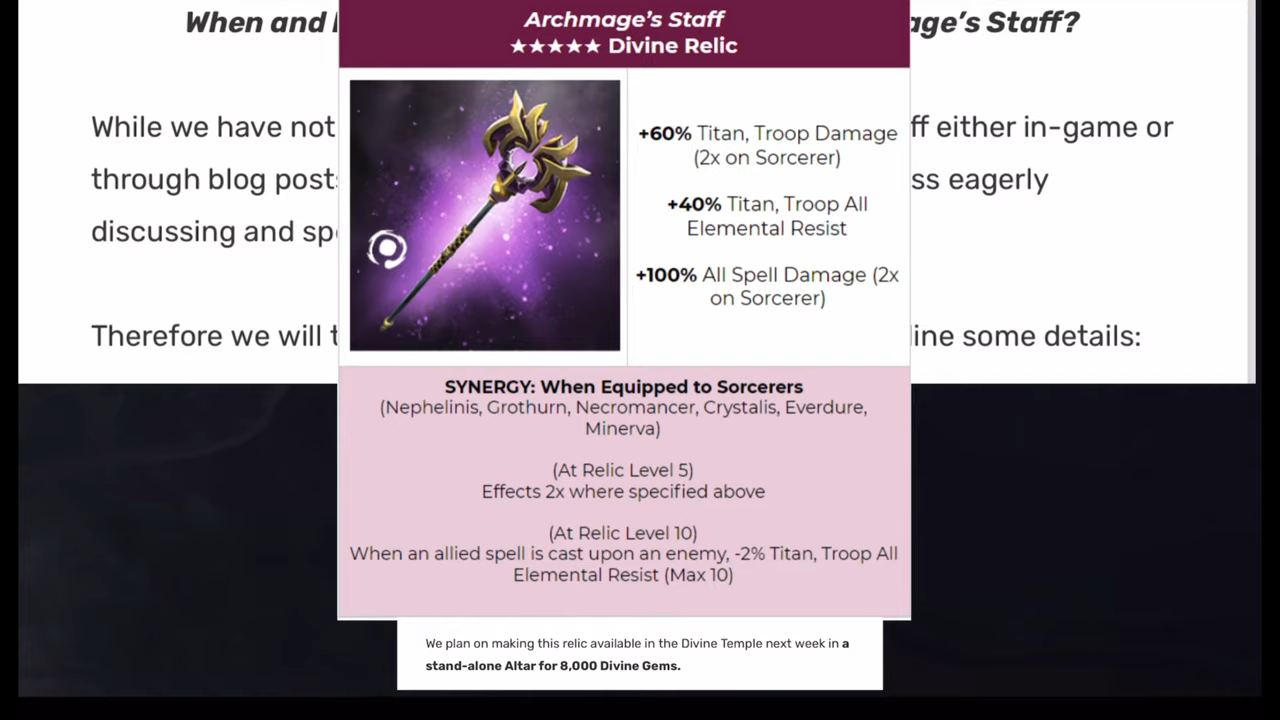 When and
Archmage's Staff
age's Staff?
★★★★★ Divine Relic
While we have not
+60% Titan, Troop Damage
(2x on Sorcerer)
ff either in-game or
through blog post
ss eagerly
+40% Titan, Troop All
Elemental Resist
discussing and sp
+100% All Spell Damage (2x
on Sorcerer)
Therefore we will t
line some details:
SYNERGY: When Equipped to Sorcerers
(Nephelinis, Grothurn, Necromancer, Crystalis, Everdure,
Minerva)
(At Relic Level 5)
Effects 2x where specified above
(At Relic Level 10)
When an allied spell is cast upon an enemy, -2% Titan, Troop All
Elemental Resist (Max 10)
We plan on making this relic available in the Divine Temple next week in a
stand-alone Altar for 8,000 Divine Gems.